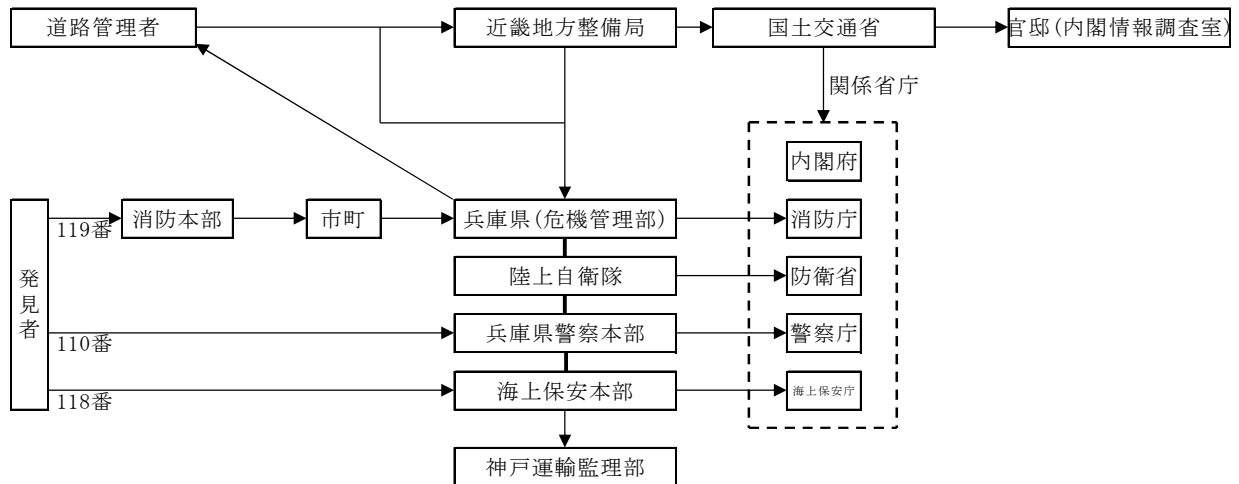 道路管理者
近畿地方整備局
国土交通省
官邸(内閣情報調査室)
関係省庁
内閣府
発見者
119番
消防本部
市町
兵庫県(危機管理部)
消防庁
陸上自衛隊
防衛省
110番
兵庫県警察本部
警察庁
118番
海上保安本部
海上保安庁
神戸運輸監理部